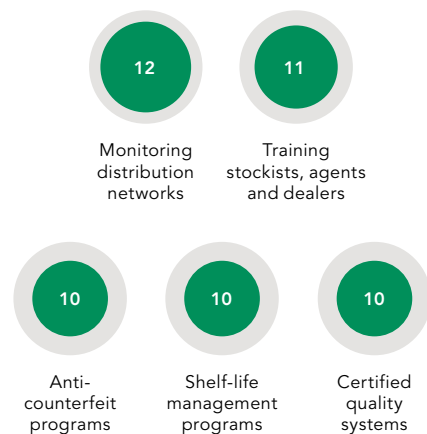 12
11
Monitoring
distribution
networks
Training
stockists, agents
and dealers
10
10
10
Anti-
counterfeit
programs
Shelf-life
management
programs
Certified
quality
systems